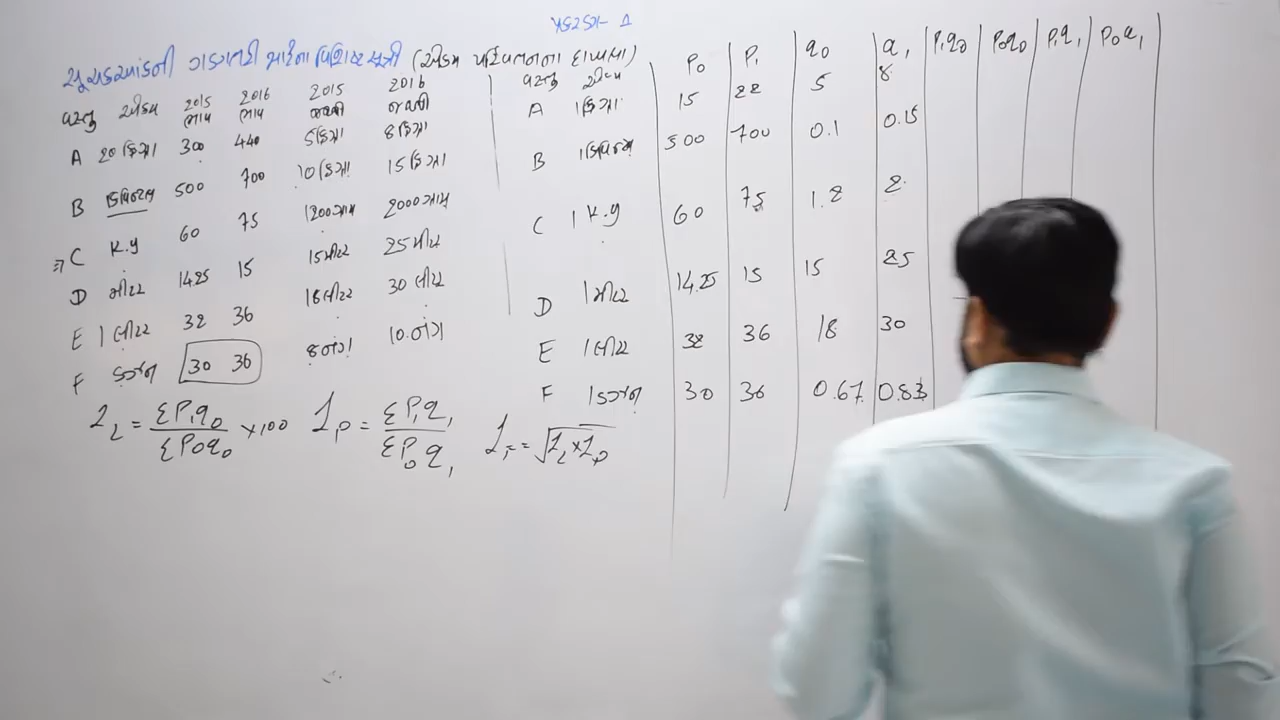 પ્રકરણ - 1
સૂચકઆંકની ગણતરી માટેના વિશિષ્ટ સૂત્રો (એકમ પરિવર્તનના દાખલા)
વસ્તુ એકમ 2015 ભાવ 2016 ભાવ 2015 જથ્થો 2016 જથ્થો
A 20 કિગ્રા 300 440 5 કિગ્રા 8 કિગ્રા
B ક્વિન્ટલ 500 700 10 કિગ્રા 15 કિગ્રા
⇒ C K.g 60 75 1200 ગ્રામ 2000 ગ્રામ
D મીટર 14.25 15 15 મીટર 25 મીટર
E 1 લીટર 32 36 18 લીટર 30 લીટર
F ડઝન 30 36 8 નંગ 10 નંગ
I_L = ΣP₁q₀ / ΣP₀q₀ × 100 I_P = ΣP₁q₁ / ΣP₀q₁ I_F = √(I_L × I_P)
વસ્તુ એકમ P₀ P₁ q₀ q₁ P₁q₀ P₀q₀ P₁q₁ P₀q₁
A 1 કિગ્રા 15 22 5 8
B 1 ક્વિન્ટલ 500 700 0.1 0.15
C 1 K.g 60 75 1.2 2
D 1 મીટર 14.25 15 15 25
E 1 લીટર 32 36 18 30
F 1 ડઝન 30 36 0.67 0.83